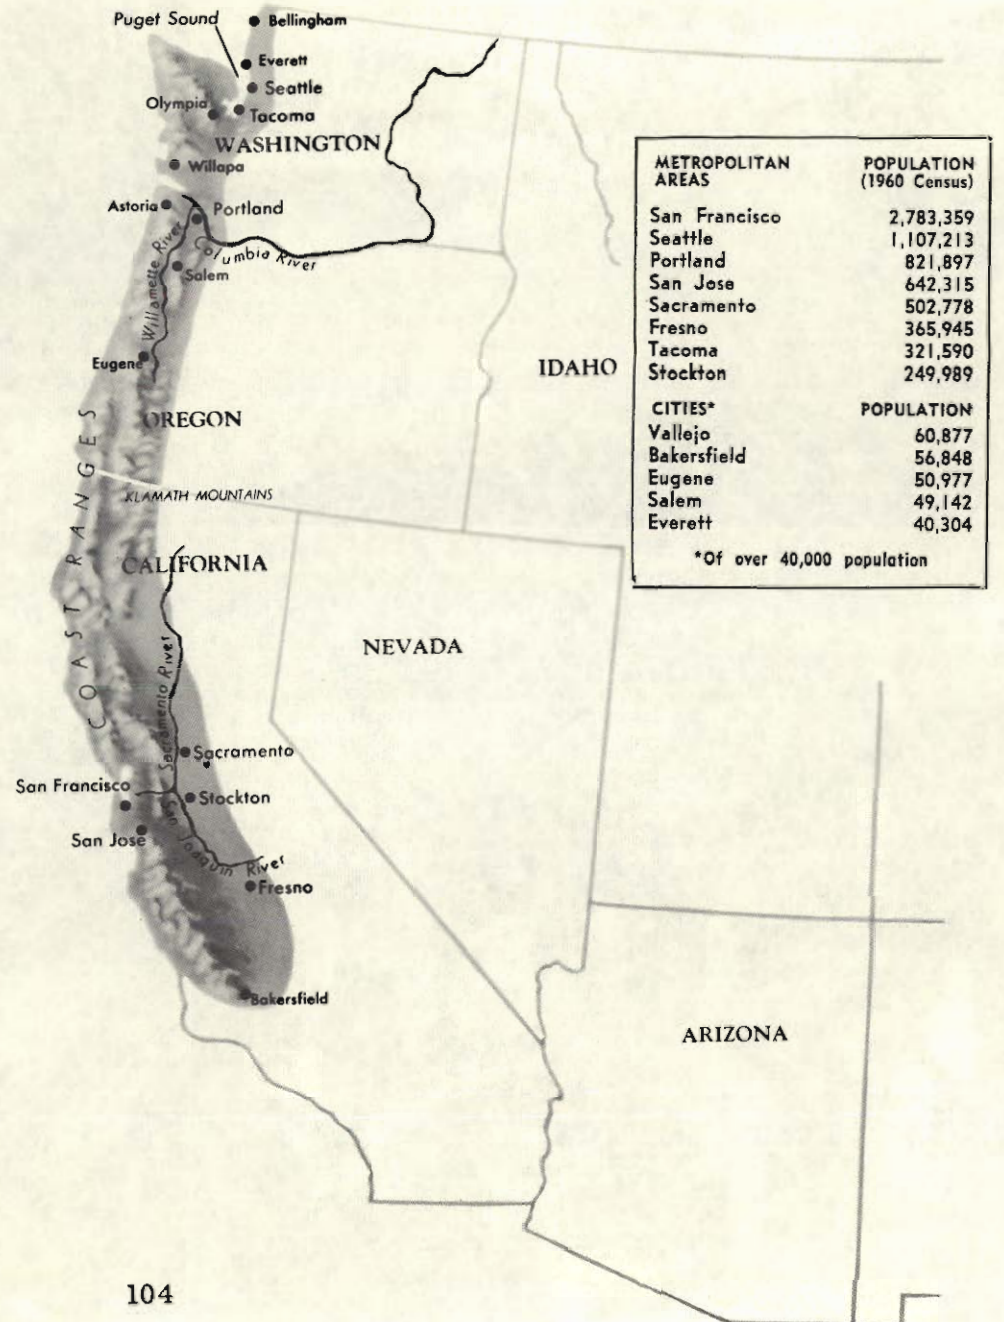 Puget Sound
Bellingham
Everett
Seattle
Olympia
Tacoma
WASHINGTON
Willapa
Astoria
Portland
Columbia River
Willamette River
Salem
Eugene
OREGON
IDAHO
COAST RANGES
KLAMATH MOUNTAINS
CALIFORNIA
NEVADA
Sacramento River
Sacramento
San Francisco
Stockton
San Jose
San Joaquin River
Fresno
Bakersfield
ARIZONA
METROPOLITAN AREAS POPULATION (1960 Census)
San Francisco 2,783,359
Seattle 1,107,213
Portland 821,897
San Jose 642,315
Sacramento 502,778
Fresno 365,945
Tacoma 321,590
Stockton 249,989
CITIES* POPULATION
Vallejo 60,877
Bakersfield 56,848
Eugene 50,977
Salem 49,142
Everett 40,304
*Of over 40,000 population
104